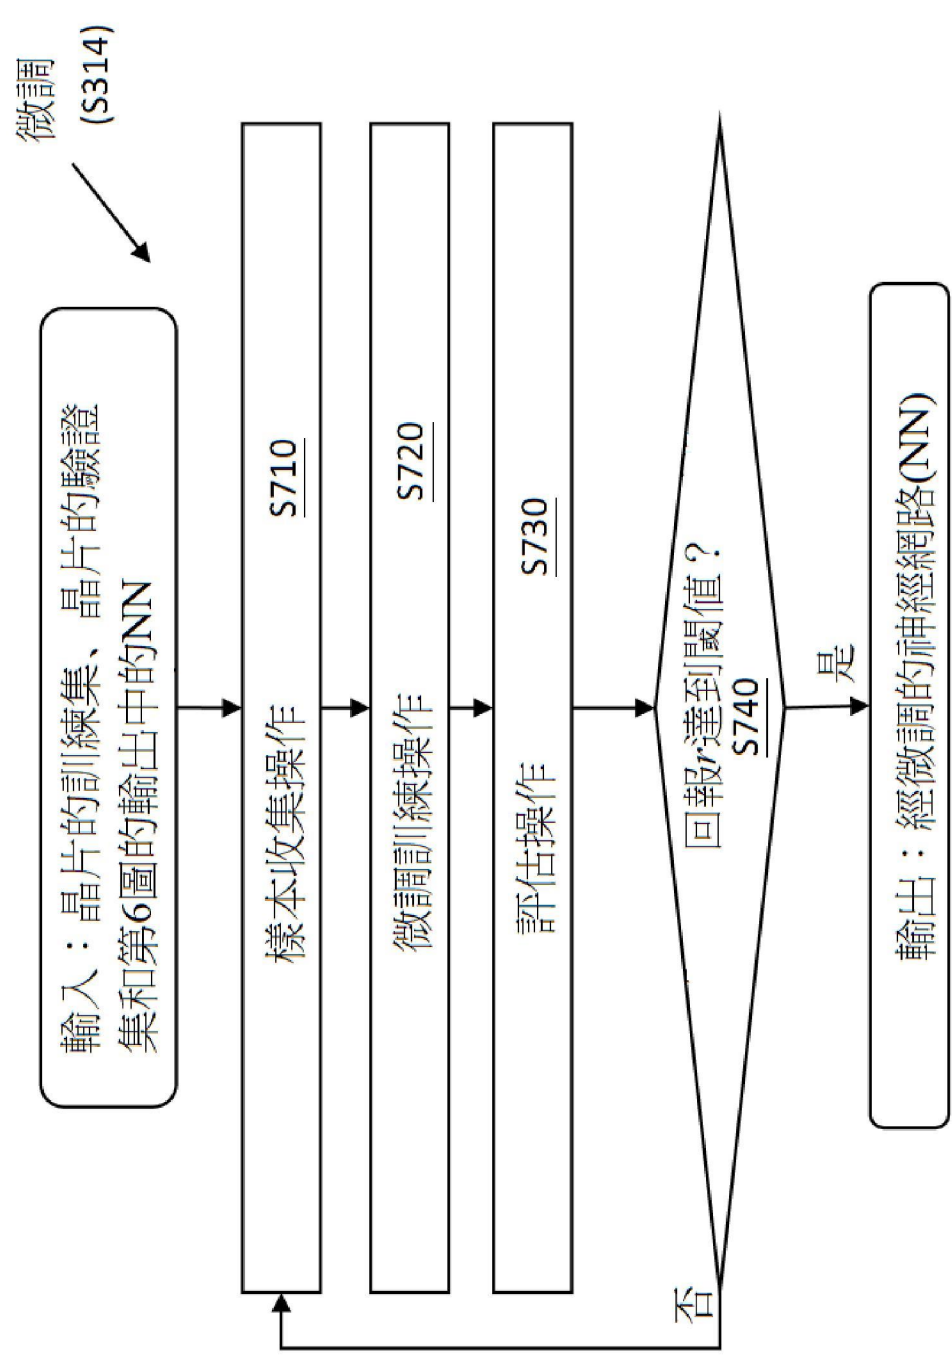 微調
(S314)
輸入：晶片的訓練集、晶片的驗證
集和第6圖的輸出中的NN
樣本收集操作 S710
微調訓練操作 S720
評估操作 S730
回報r達到閾值？
S740
否
是
輸出：經微調的神經網路(NN)